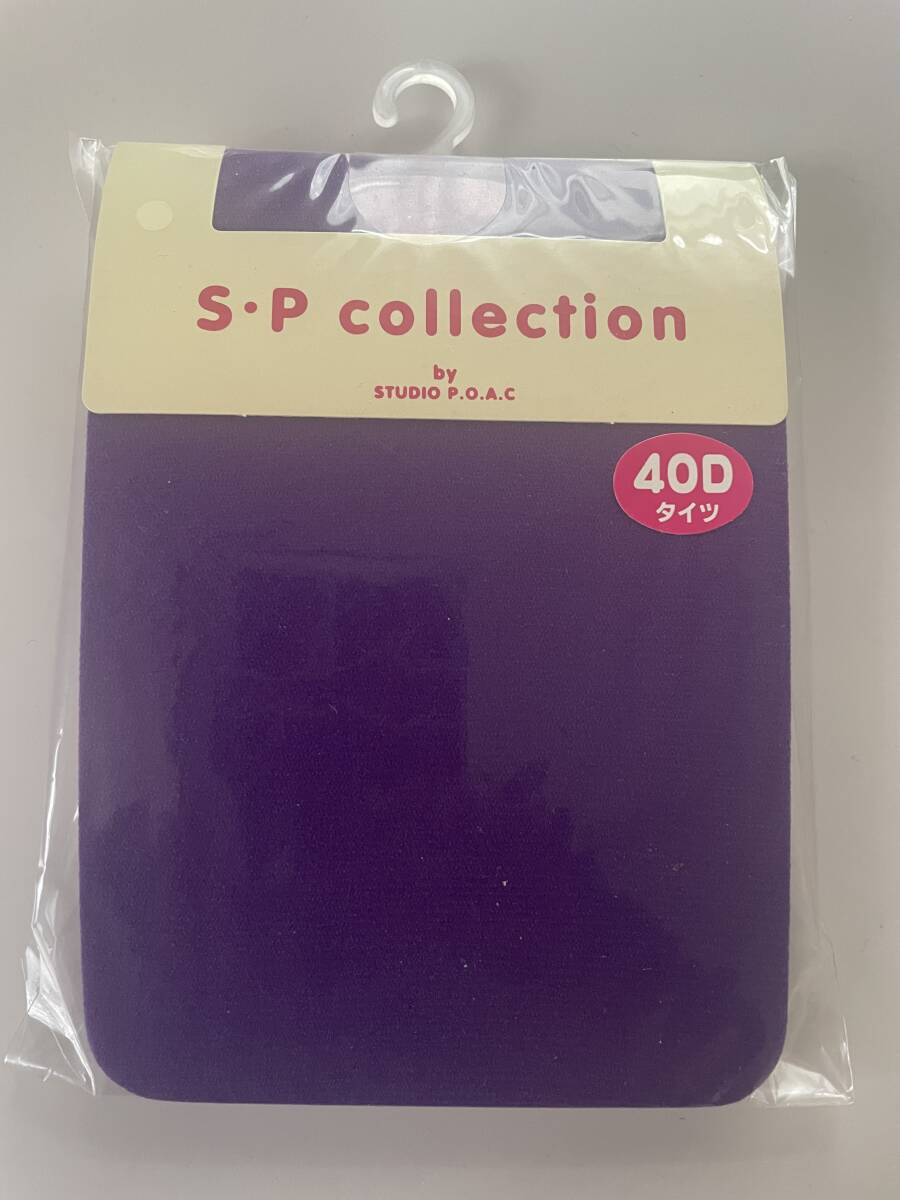 S·P collection
by
STUDIO P.O.A.C
40D
タイツ